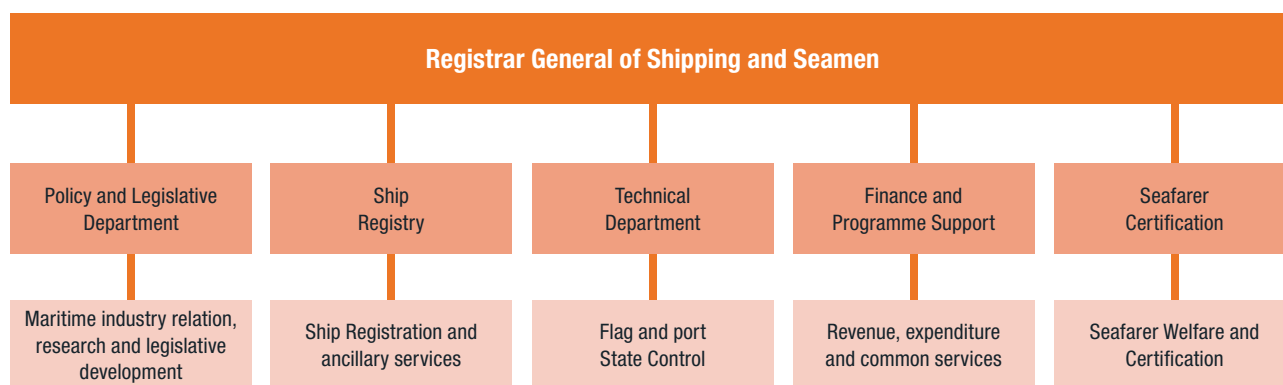 Registrar General of Shipping and Seamen
Policy and Legislative
Department
Ship
Registry
Technical
Department
Finance and
Programme Support
Seafarer
Certification
Maritime industry relation,
research and legislative
development
Ship Registration and
ancillary services
Flag and port
State Control
Revenue, expenditure
and common services
Seafarer Welfare and
Certification